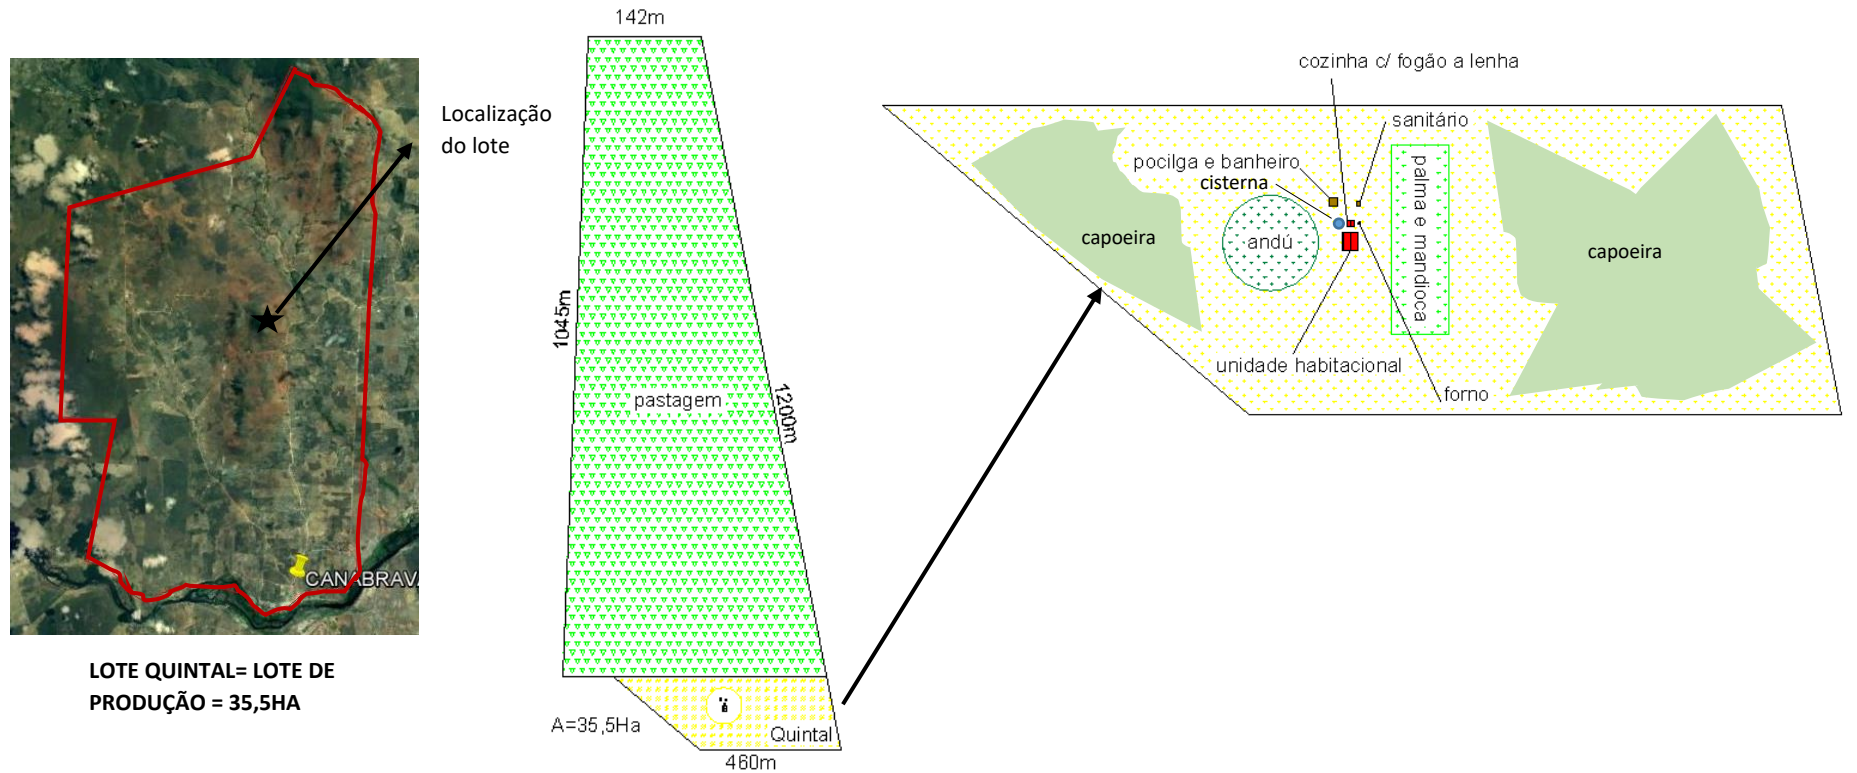 142m
Localização
do lote
CANABRAVA
LOTE QUINTAL= LOTE DE
PRODUÇÃO = 35,5HA
1045m
pastagem
1200m
A=35,5Ha
Quintal
460m
cozinha c/ fogão a lenha
sanitário
pocilga e banheiro
cisterna
capoeira
andú
palma e mandioca
capoeira
unidade habitacional
forno